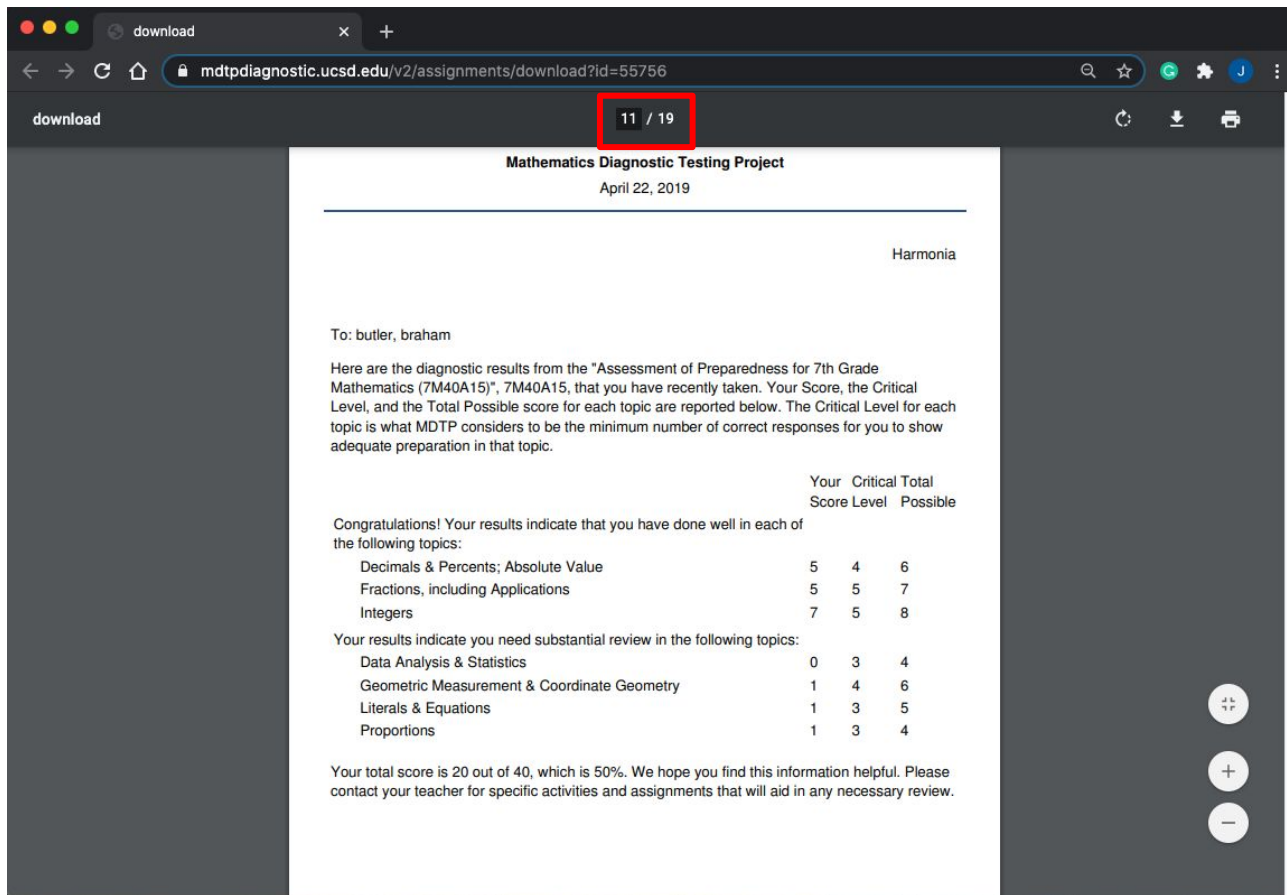 download
mdtpdiagnostic.ucsd.edu/v2/assignments/download?id=55756
G
J
download
11 / 19
Mathematics Diagnostic Testing Project
April 22, 2019
Harmonia
To: butler, braham
Here are the diagnostic results from the "Assessment of Preparedness for 7th Grade
Mathematics (7M40A15)", 7M40A15, that you have recently taken. Your Score, the Critical
Level, and the Total Possible score for each topic are reported below. The Critical Level for each
topic is what MDTP considers to be the minimum number of correct responses for you to show
adequate preparation in that topic.
Your Critical Total
Score Level Possible
Congratulations! Your results indicate that you have done well in each of
the following topics:
Decimals & Percents; Absolute Value 5 4 6
Fractions, including Applications 5 5 7
Integers 7 5 8
Your results indicate you need substantial review in the following topics:
Data Analysis & Statistics 0 3 4
Geometric Measurement & Coordinate Geometry 1 4 6
Literals & Equations 1 3 5
Proportions 1 3 4
Your total score is 20 out of 40, which is 50%. We hope you find this information helpful. Please
contact your teacher for specific activities and assignments that will aid in any necessary review.